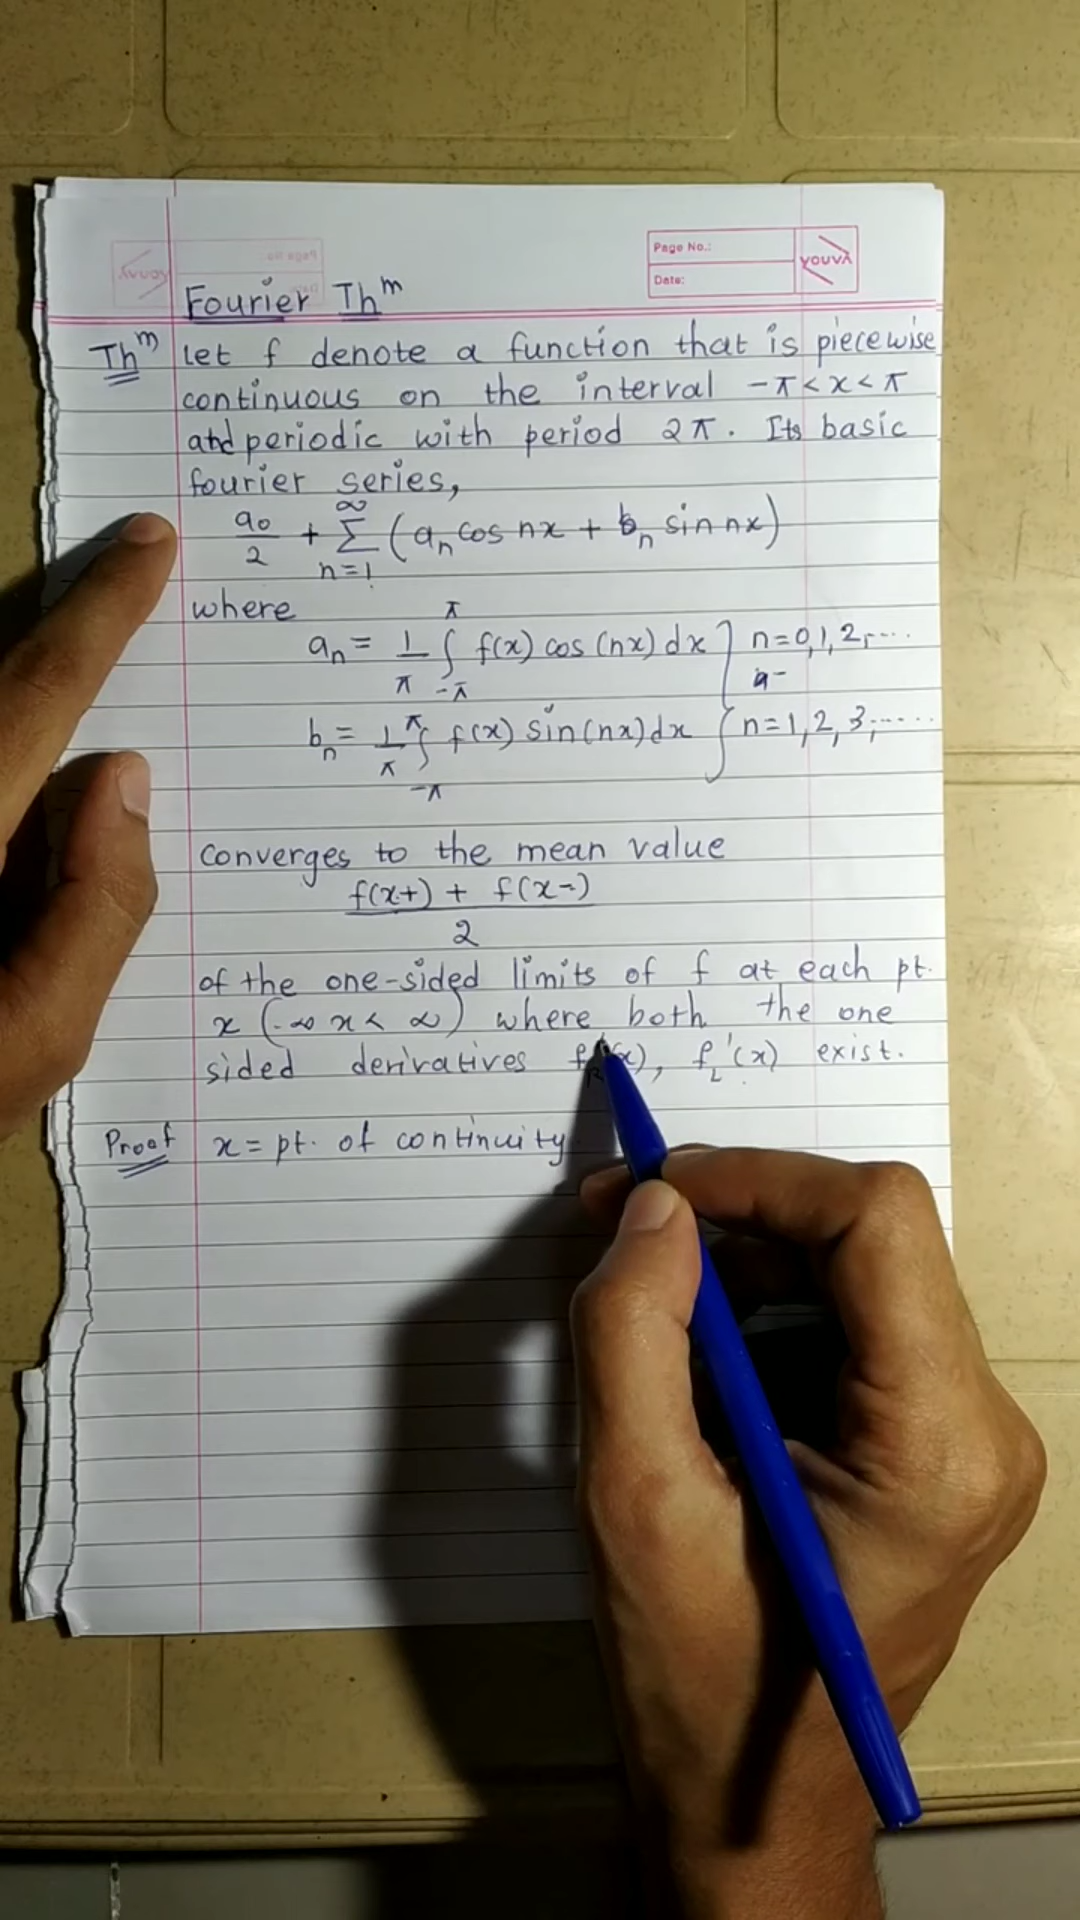 Page No.:
Date:
YOUVA
Fourier Thᵐ
Thᵐ let f denote a function that is piecewise
continuous on the interval -π<x<π
and periodic with period 2π. Its basic
fourier series,
a₀/2 + ∑_{n=1}^{∞} (aₙ cos nx + bₙ sin nx)
where
aₙ = 1/π ∫_{-π}^{π} f(x) cos (nx) dx } n=0,1,2,....
bₙ = 1/π ∫_{-π}^{π} f(x) sin(nx)dx } n=1,2,3,......
converges to the mean value
f(x+) + f(x-)
2
of the one-sided limits of f at each pt.
x (-∞ x < ∞) where both the one
sided derivatives f (x), f_L'(x) exist.
Proof x = pt. of continuity.